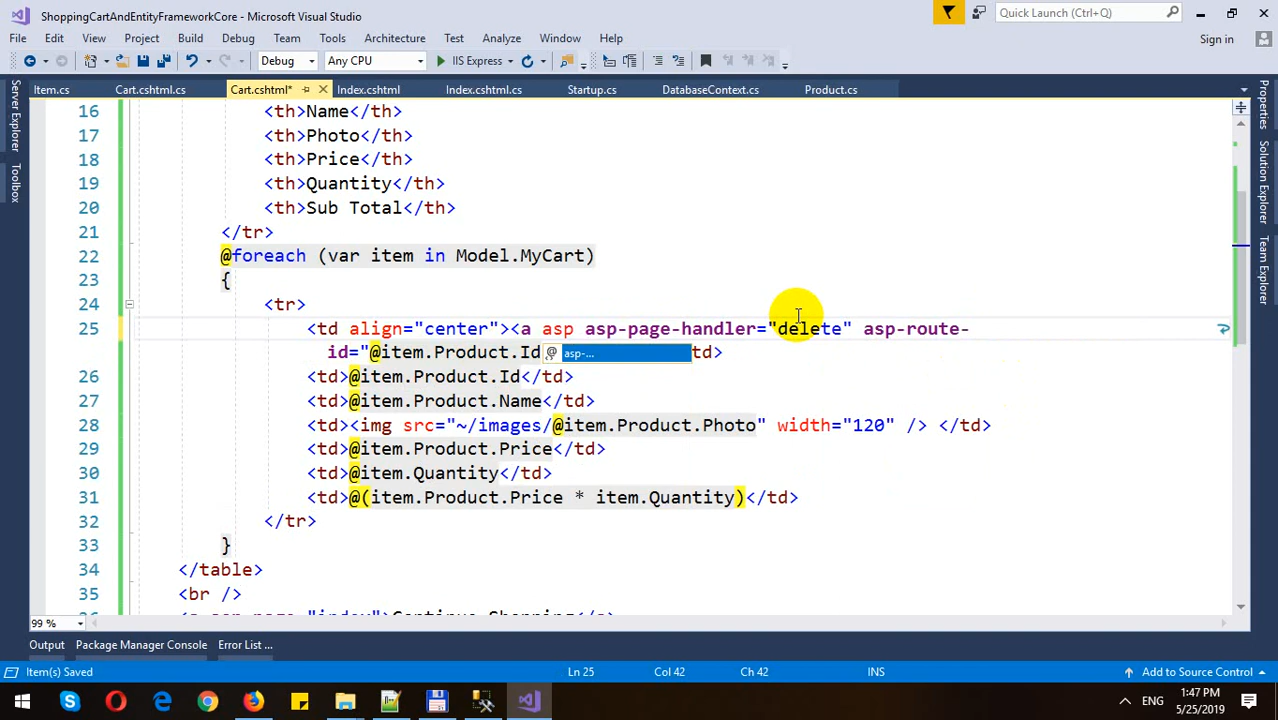 ShoppingCartAndEntityFrameworkCore - Microsoft Visual Studio
Quick Launch (Ctrl+Q)
File Edit View Project Build Debug Team Tools Architecture Test Analyze Window Help
Sign in
Debug Any CPU IIS Express
Item.cs Cart.cshtml.cs Cart.cshtml* Index.cshtml Index.cshtml.cs Startup.cs DatabaseContext.cs Product.cs
Server Explorer
Toolbox
Properties
Solution Explorer
Team Explorer
16 <th>Name</th>
17 <th>Photo</th>
18 <th>Price</th>
19 <th>Quantity</th>
20 <th>Sub Total</th>
21 </tr>
22 @foreach (var item in Model.MyCart)
23 {
24 <tr>
25 <td align="center"><a asp asp-page-handler="delete" asp-route-
id="@item.Product.Id td>
asp-...
26 <td>@item.Product.Id</td>
27 <td>@item.Product.Name</td>
28 <td><img src="~/images/@item.Product.Photo" width="120" /> </td>
29 <td>@item.Product.Price</td>
30 <td>@item.Quantity</td>
31 <td>@(item.Product.Price * item.Quantity)</td>
32 </tr>
33 }
34 </table>
35 <br />
99 %
Output Package Manager Console Error List ...
Item(s) Saved Ln 25 Col 42 Ch 42 INS Add to Source Control
ENG 1:47 PM
5/25/2019